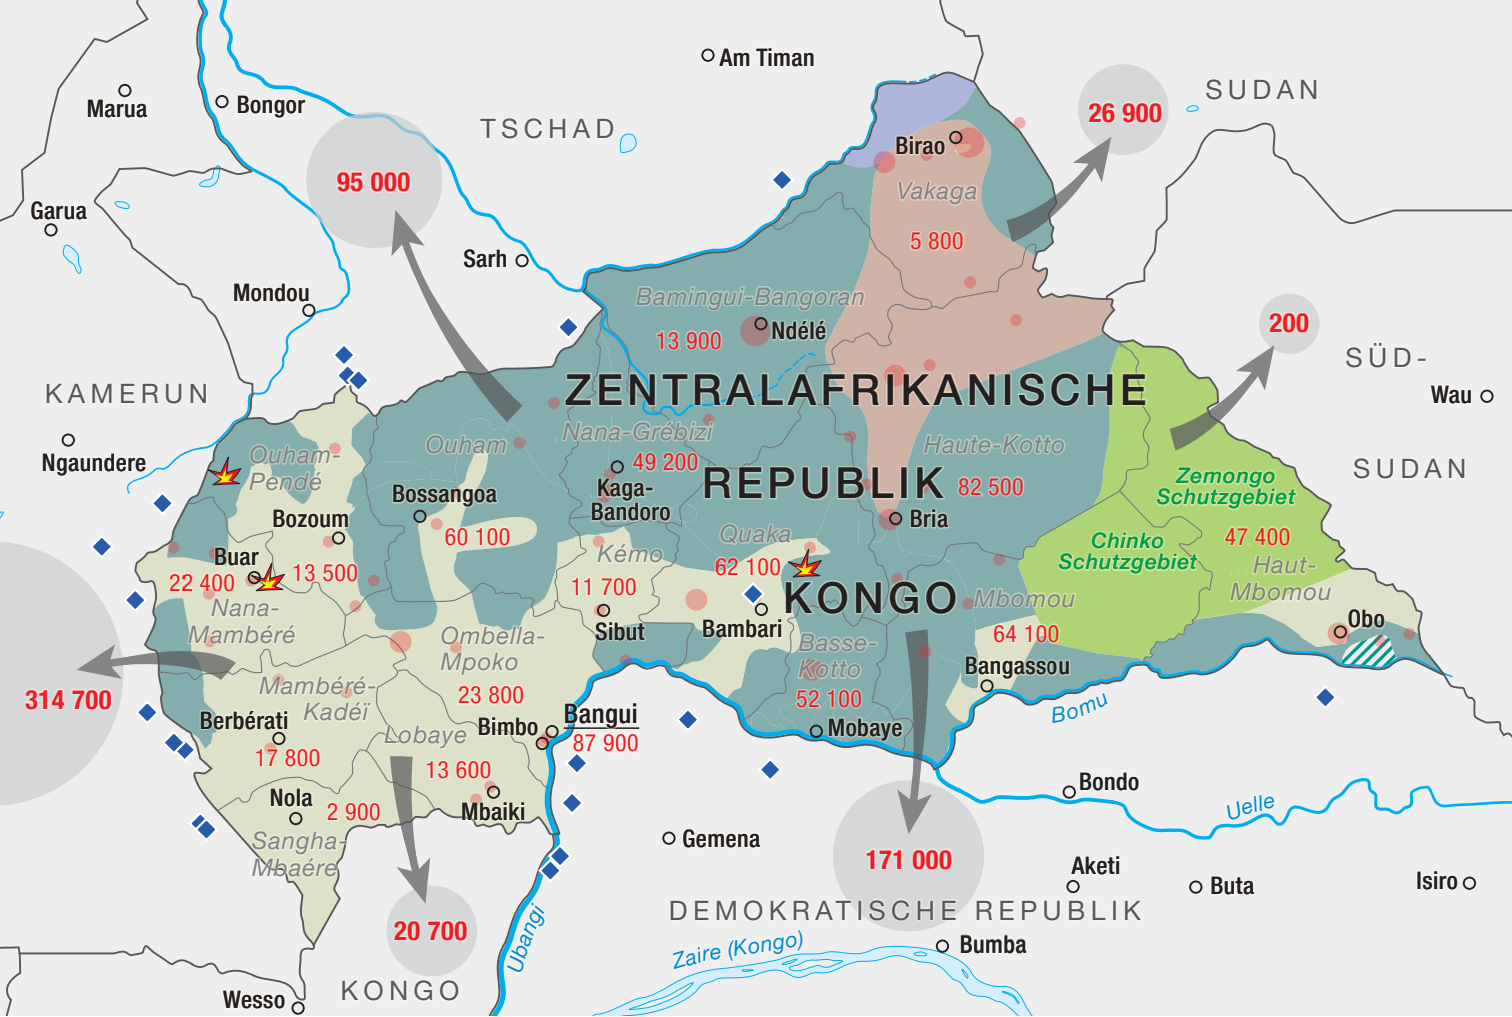 Am Timan
SUDAN
Marua
Bongor
26 900
TSCHAD
Birao
95 000
Vakaga
Garua
5 800
Sarh
Mondou
Bamingui-Bangoran
200
Ndélé
13 900
SÜD-
KAMERUN
ZENTRALAFRIKANISCHE
Wau
Nana-Grébizi
Ouham
Haute-Kotto
Ngaundere
Ouham-
Pendé
49 200
SUDAN
Zemongo
Schutzgebiet
REPUBLIK
82 500
Kaga-
Bandoro
Bossangoa
Bozoum
Bria
60 100
Quaka
47 400
Chinko
Schutzgebiet
Buar
Kémo
62 100
Haut-
Mbomou
22 400
13 500
11 700
KONGO
Mbomou
Nana-
Mambéré
Obo
Sibut
Bambari
64 100
Ombella-
Mpoko
Basse-
Kotto
Bangassou
314 700
Mambéré-
Kadéï
23 800
52 100
Bomu
Berbérati
Bimbo
Bangui
Mobaye
87 900
Lobaye
17 800
13 600
Bondo
Nola
2 900
Mbaiki
Uelle
Sangha-
Mbaére
Gemena
171 000
Aketi
Buta
Isiro
DEMOKRATISCHE REPUBLIK
20 700
Ubangi
Zaire (Kongo)
Bumba
KONGO
Wesso